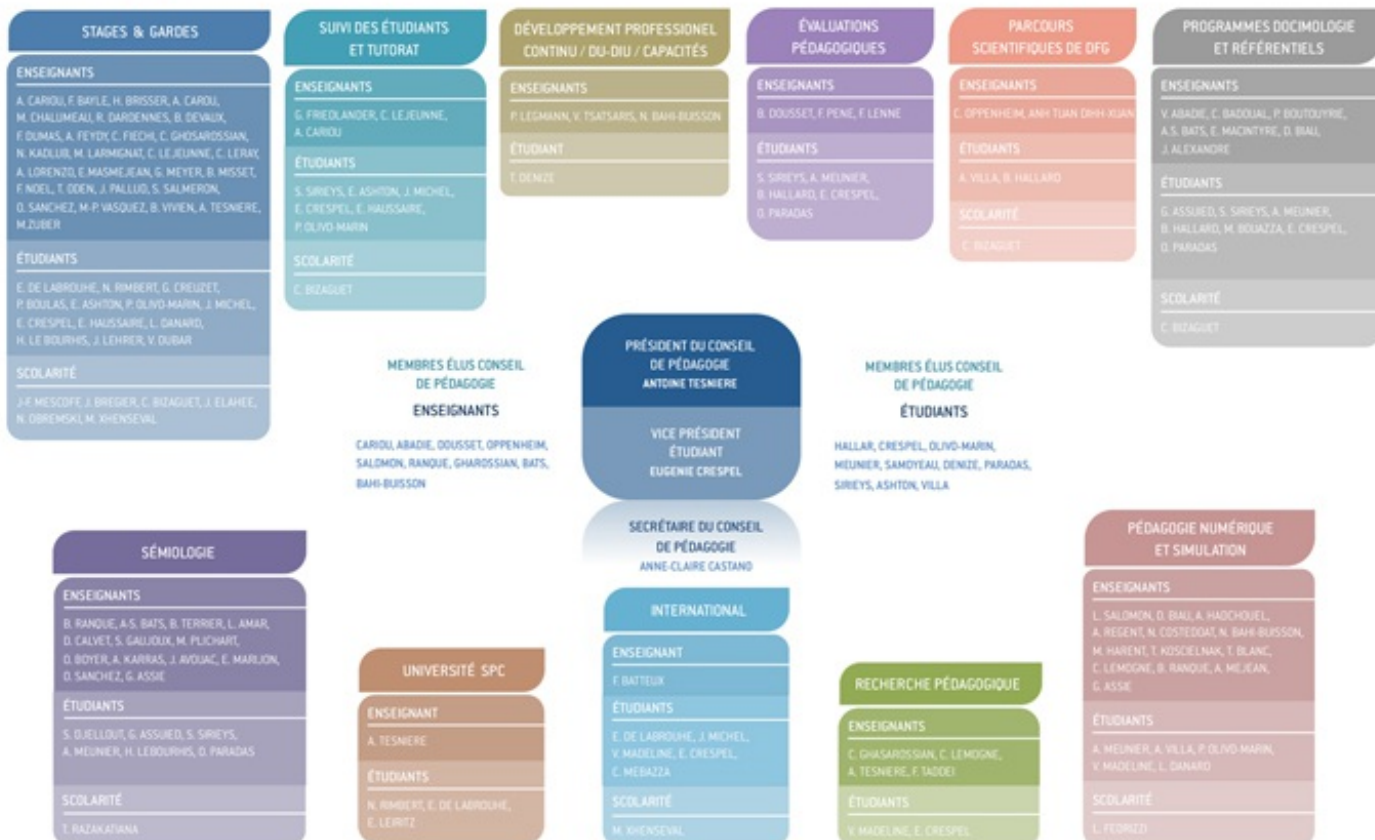 STAGES & GARDES
ENSEIGNANTS
A. CARIOU, F. BAYLE, H. BRISSER, A. CAROU,
M. CHALUMEAU, R. DARDENNES, B. DEVAUX,
F. DUMAS, A. FEYDY, C. FIECHI, C. GHOSAROSSIAN,
N. KADLUB, M. LARMIGNAT, C. LEJEUNNE, C. LERAY,
A. LORENZO, E.MASMEJEAN, G. MEYER, B. MISSET,
F. NOEL, T. ODEN, J. PALLUD, S. SALMERON,
O. SANCHEZ, M-P. VASQUEZ, B. VIVIEN, A. TESNIERE,
M.ZUBER
ÉTUDIANTS
E. DE LABROUHE, N. RIMBERT, G. CREUZET,
P. BOULAS, E. ASHTON, P. OLIVO-MARIN, J. MICHEL,
E. CRESPEL, E. HAUSSAIRE, L. DANARD,
H. LE BOURHIS, J. LEHRER, V. DUBAR
SCOLARITÉ
J-F. MESCOFF, J. BREGIER, C. BIZAGUET, J. ELAHEE,
N. OBREMSKI, M. XHENSEVAL
SUIVI DES ÉTUDIANTS
ET TUTORAT
ENSEIGNANTS
G. FRIEDLANDER, C. LEJEUNNE,
A. CARIOU
ÉTUDIANTS
S. SIRIEYS, E. ASHTON, J. MICHEL,
E. CRESPEL, E. HAUSSAIRE,
P. OLIVO-MARIN
SCOLARITÉ
C. BIZAGUET
DÉVELOPPEMENT PROFESSIONEL
CONTINU / DU-DIU / CAPACITÉS
ENSEIGNANTS
P. LEGMANN, V. TSATSARIS, N. BAHI-BUISSON
ÉTUDIANT
T. DENIZE
ÉVALUATIONS
PÉDAGOGIQUES
ENSEIGNANTS
B. DOUSSET, F. PENE, F. LENNE
ÉTUDIANTS
S. SIRIEYS, A. MEUNIER,
B. HALLARD, E. CRESPEL,
O. PARADAS
PARCOURS
SCIENTIFIQUES DE DFG
ENSEIGNANTS
C. OPPENHEIM, ANH TUAN DIHH-XUAN
ÉTUDIANTS
A. VILLA, B. HALLARD
SCOLARITÉ
C. BIZAGUET
PROGRAMMES DOCIMOLOGIE
ET RÉFÉRENTIELS
ENSEIGNANTS
V. ABADIE, C. BADOUAL, P. BOUTOUYRIE,
A.S. BATS, E. MACINTYRE, D. BIAU,
J. ALEXANDRE
ÉTUDIANTS
G. ASSUIED, S. SIRIEYS, A. MEUNIER,
B. HALLARD, M. BOUAZZA, E. CRESPEL,
O. PARADAS
SCOLARITÉ
C. BIZAGUET
MEMBRES ÉLUS CONSEIL
DE PÉDAGOGIE
ENSEIGNANTS
CARIOU, ABADIE, DOUSSET, OPPENHEIM,
SALOMON, RANQUE, GHAROSSIAN, BATS,
BAHI-BUISSON
PRÉSIDENT DU CONSEIL
DE PÉDAGOGIE
ANTOINE TESNIERE
VICE PRÉSIDENT
ÉTUDIANT
EUGENIE CRESPEL
SECRÉTAIRE DU CONSEIL
DE PÉDAGOGIE
ANNE-CLAIRE CASTANO
MEMBRES ÉLUS CONSEIL
DE PÉDAGOGIE
ÉTUDIANTS
HALLAR, CRESPEL, OLIVO-MARIN,
MEUNIER, SAMOYEAU, DENIZE, PARADAS,
SIRIEYS, ASHTON, VILLA
SÉMIOLOGIE
ENSEIGNANTS
B. RANQUE, A-S. BATS, B. TERRIER, L. AMAR,
D. CALVET, S. GAUJOUX, M. PLICHART,
O. BOYER, A. KARRAS, J. AVOUAC, E. MARIJON,
O. SANCHEZ, G. ASSIE
ÉTUDIANTS
S. DJELLOUT, G. ASSUIED, S. SIRIEYS,
A. MEUNIER, H. LEBOURHIS, O. PARADAS
SCOLARITÉ
T. RAZAKATIANA
UNIVERSITÉ SPC
ENSEIGNANT
A. TESNIERE
ÉTUDIANTS
N. RIMBERT, E. DE LABROUHE,
E. LEIRITZ
INTERNATIONAL
ENSEIGNANT
F. BATTEUX
ÉTUDIANTS
E. DE LABROUHE, J. MICHEL,
V. MADELINE, E. CRESPEL,
C. MEBAZZA
SCOLARITÉ
M. XHENSEVAL
RECHERCHE PÉDAGOGIQUE
ENSEIGNANTS
C. GHASAROSSIAN, C. LEMOGNE,
A. TESNIERE, F. TADDEI
ÉTUDIANTS
V. MADELINE, E. CRESPEL
PÉDAGOGIE NUMÉRIQUE
ET SIMULATION
ENSEIGNANTS
L. SALOMON, D. BIAU, A. HADCHOUEL,
A. REGENT, N. COSTEDOAT, N. BAHI-BUISSON,
M. HARENT, T. KOSCIELNAK, T. BLANC,
C. LEMOGNE, B. RANQUE, A. MEJEAN,
G. ASSIE
ÉTUDIANTS
A. MEUNIER, A. VILLA, P. OLIVO-MARIN,
V. MADELINE, L. DANARD
SCOLARITÉ
L. FEDRIZZI